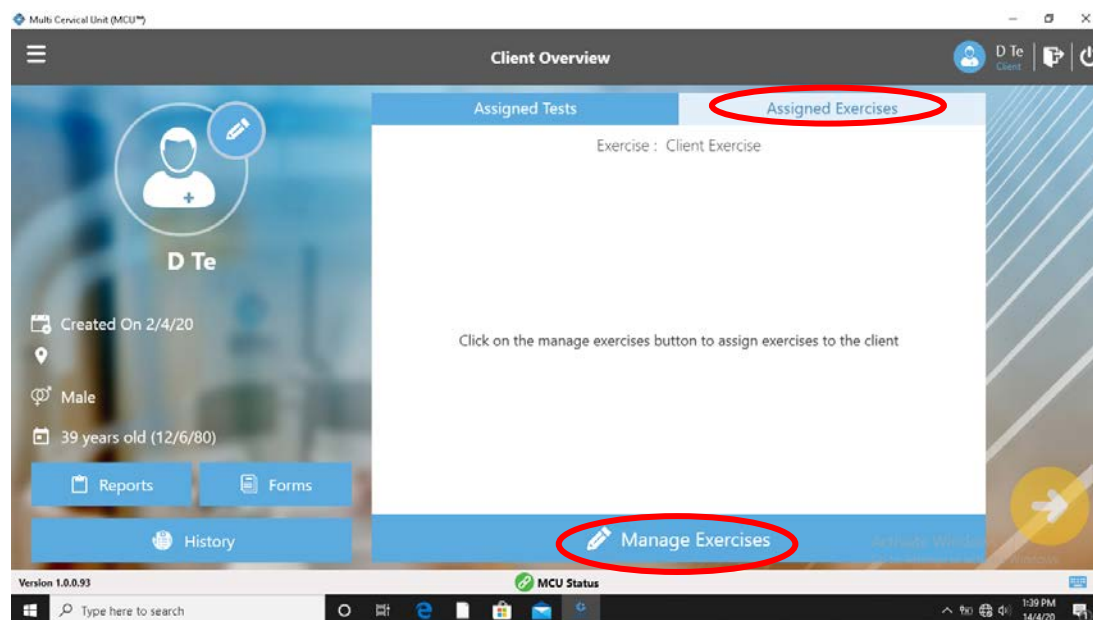 Multi Cervical Unit (MCU™)
Client Overview
D Te
Client
Assigned Tests
Assigned Exercises
Exercise : Client Exercise
D Te
Created On 2/4/20
Male
39 years old (12/6/80)
Click on the manage exercises button to assign exercises to the client
Reports
Forms
History
Manage Exercises
Activate Windows
Windows.
Version 1.0.0.93
MCU Status
Type here to search
1:39 PM
14/4/20